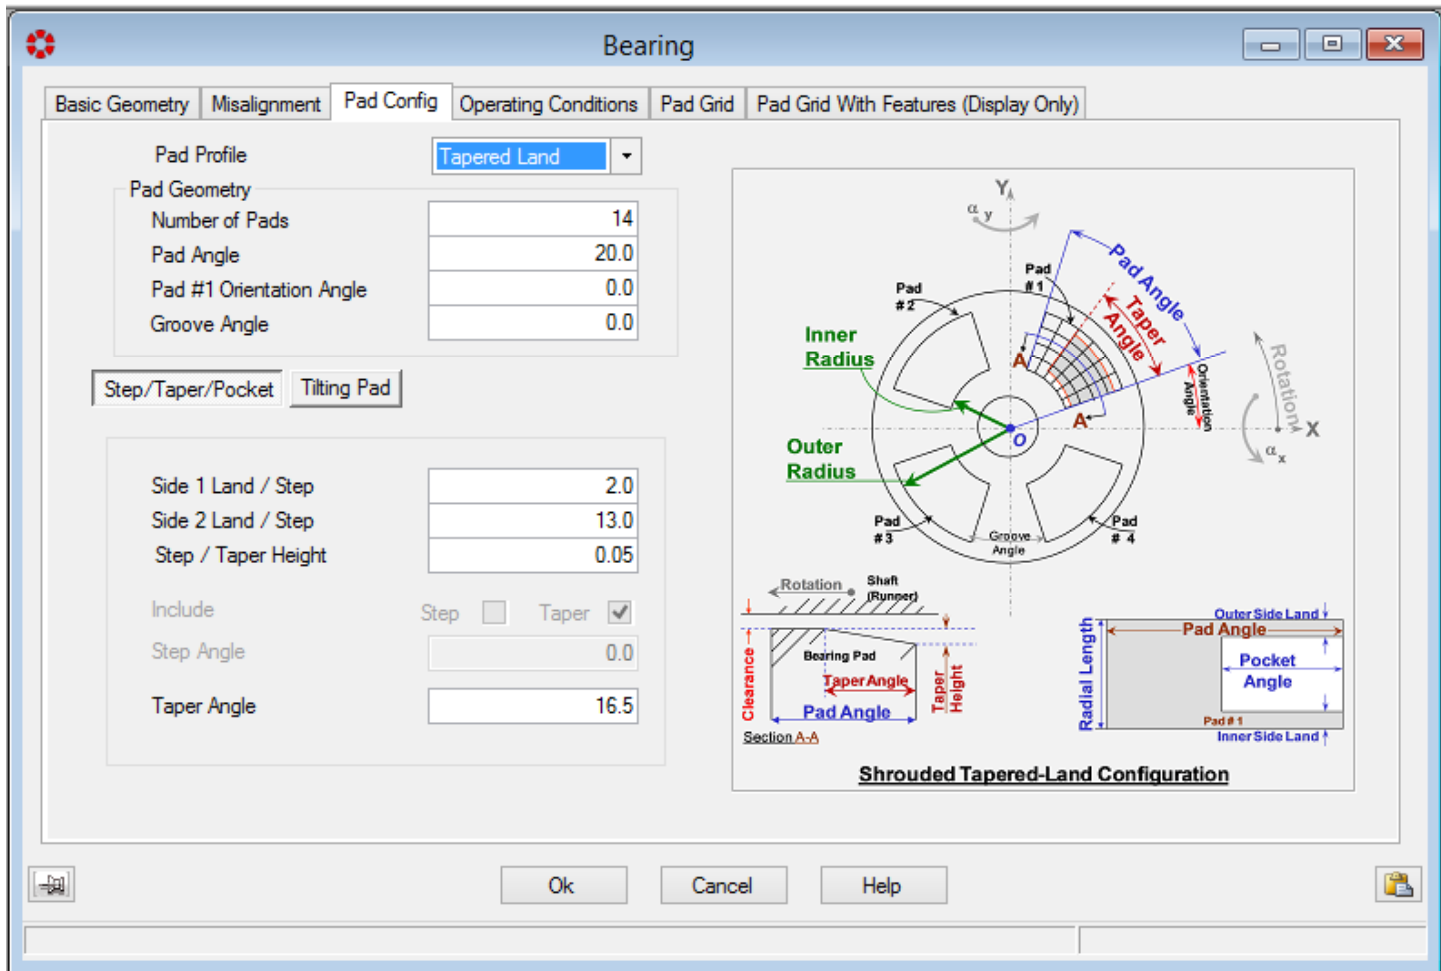 Bearing
Basic Geometry Misalignment Pad Config Operating Conditions Pad Grid Pad Grid With Features (Display Only)
Pad Profile Tapered Land
Pad Geometry
Number of Pads 14
Pad Angle 20.0
Pad #1 Orientation Angle 0.0
Groove Angle 0.0
Step/Taper/Pocket Tilting Pad
Side 1 Land / Step 2.0
Side 2 Land / Step 13.0
Step / Taper Height 0.05
Include Step Taper
Step Angle 0.0
Taper Angle 16.5
Y
α y
Pad Angle
Pad
#1
Pad
#2
Taper
Angle
Inner
Radius
A
Orientation
Angle
Rotation
A
O
X
αx
Outer
Radius
Pad
#3
Groove
Angle
Pad
# 4
Rotation
Shaft
(Runner)
Clearance
Bearing Pad
Taper Angle
Pad Angle
Taper
Height
Section A-A
Outer Side Land
Pad Angle
Radial Length
Pocket
Angle
Pad # 1
Inner Side Land
Shrouded Tapered-Land Configuration
Ok Cancel Help